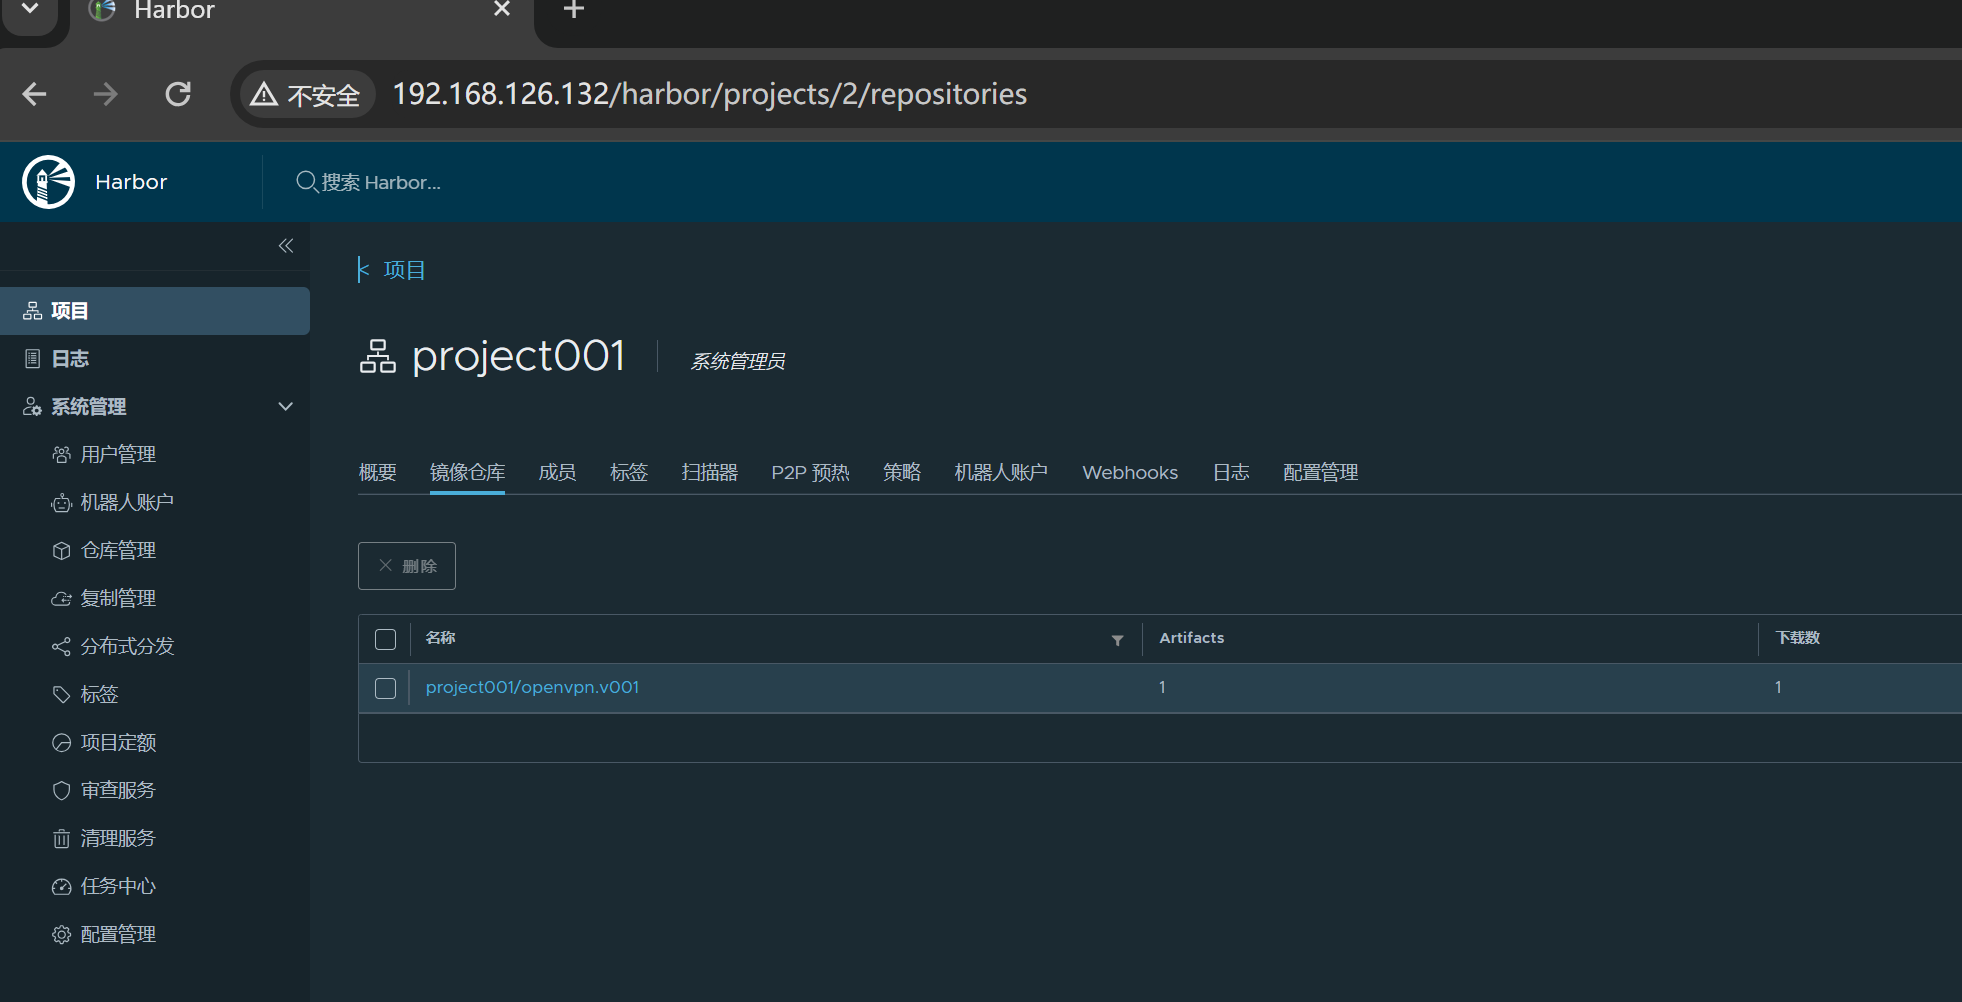 Harbor
不安全 192.168.126.132/harbor/projects/2/repositories
Harbor
搜索 Harbor...
< 项目
项目
日志
系统管理
用户管理
机器人账户
仓库管理
复制管理
分布式分发
标签
项目定额
审查服务
清理服务
任务中心
配置管理
project001 系统管理员
概要 镜像仓库 成员 标签 扫描器 P2P 预热 策略 机器人账户 Webhooks 日志 配置管理
删除
名称 Artifacts 下载数
project001/openvpn.v001 1 1